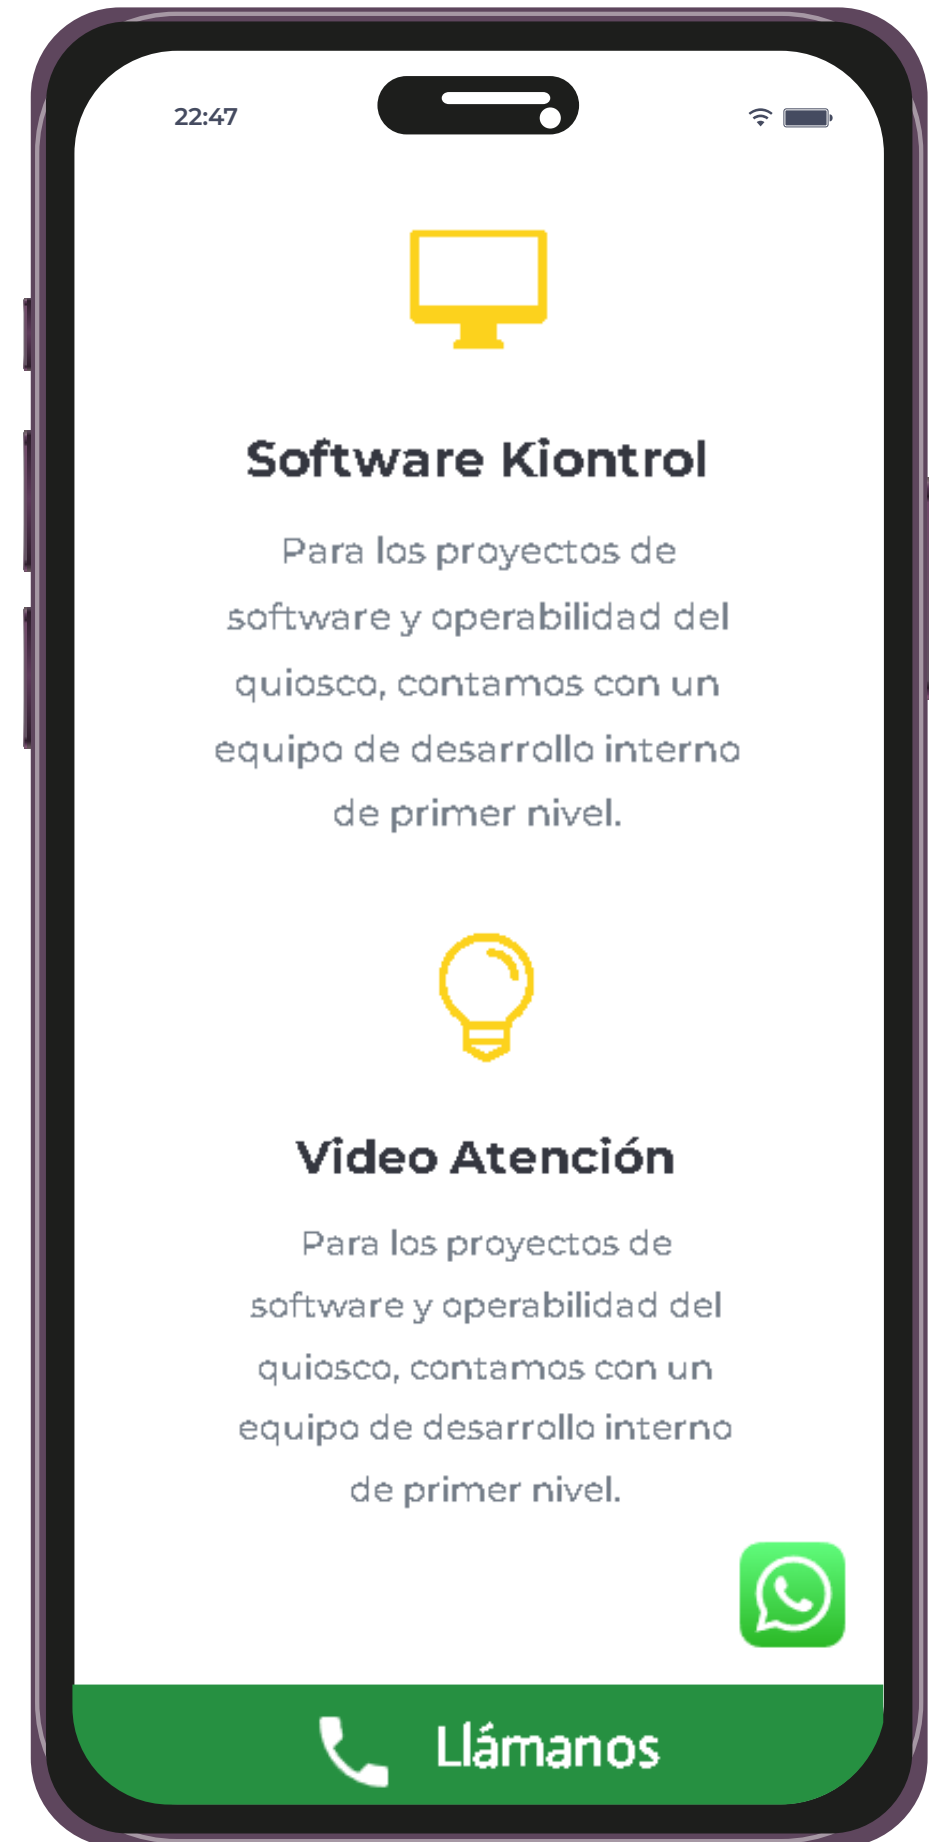 22:47
Software Kiontrol
Para los proyectos de
software y operabilidad del
quiosco, contamos con un
equipo de desarrollo interno
de primer nivel.
Video Atención
Para los proyectos de
software y operabilidad del
quiosco, contamos con un
equipo de desarrollo interno
de primer nivel.
Llámanos